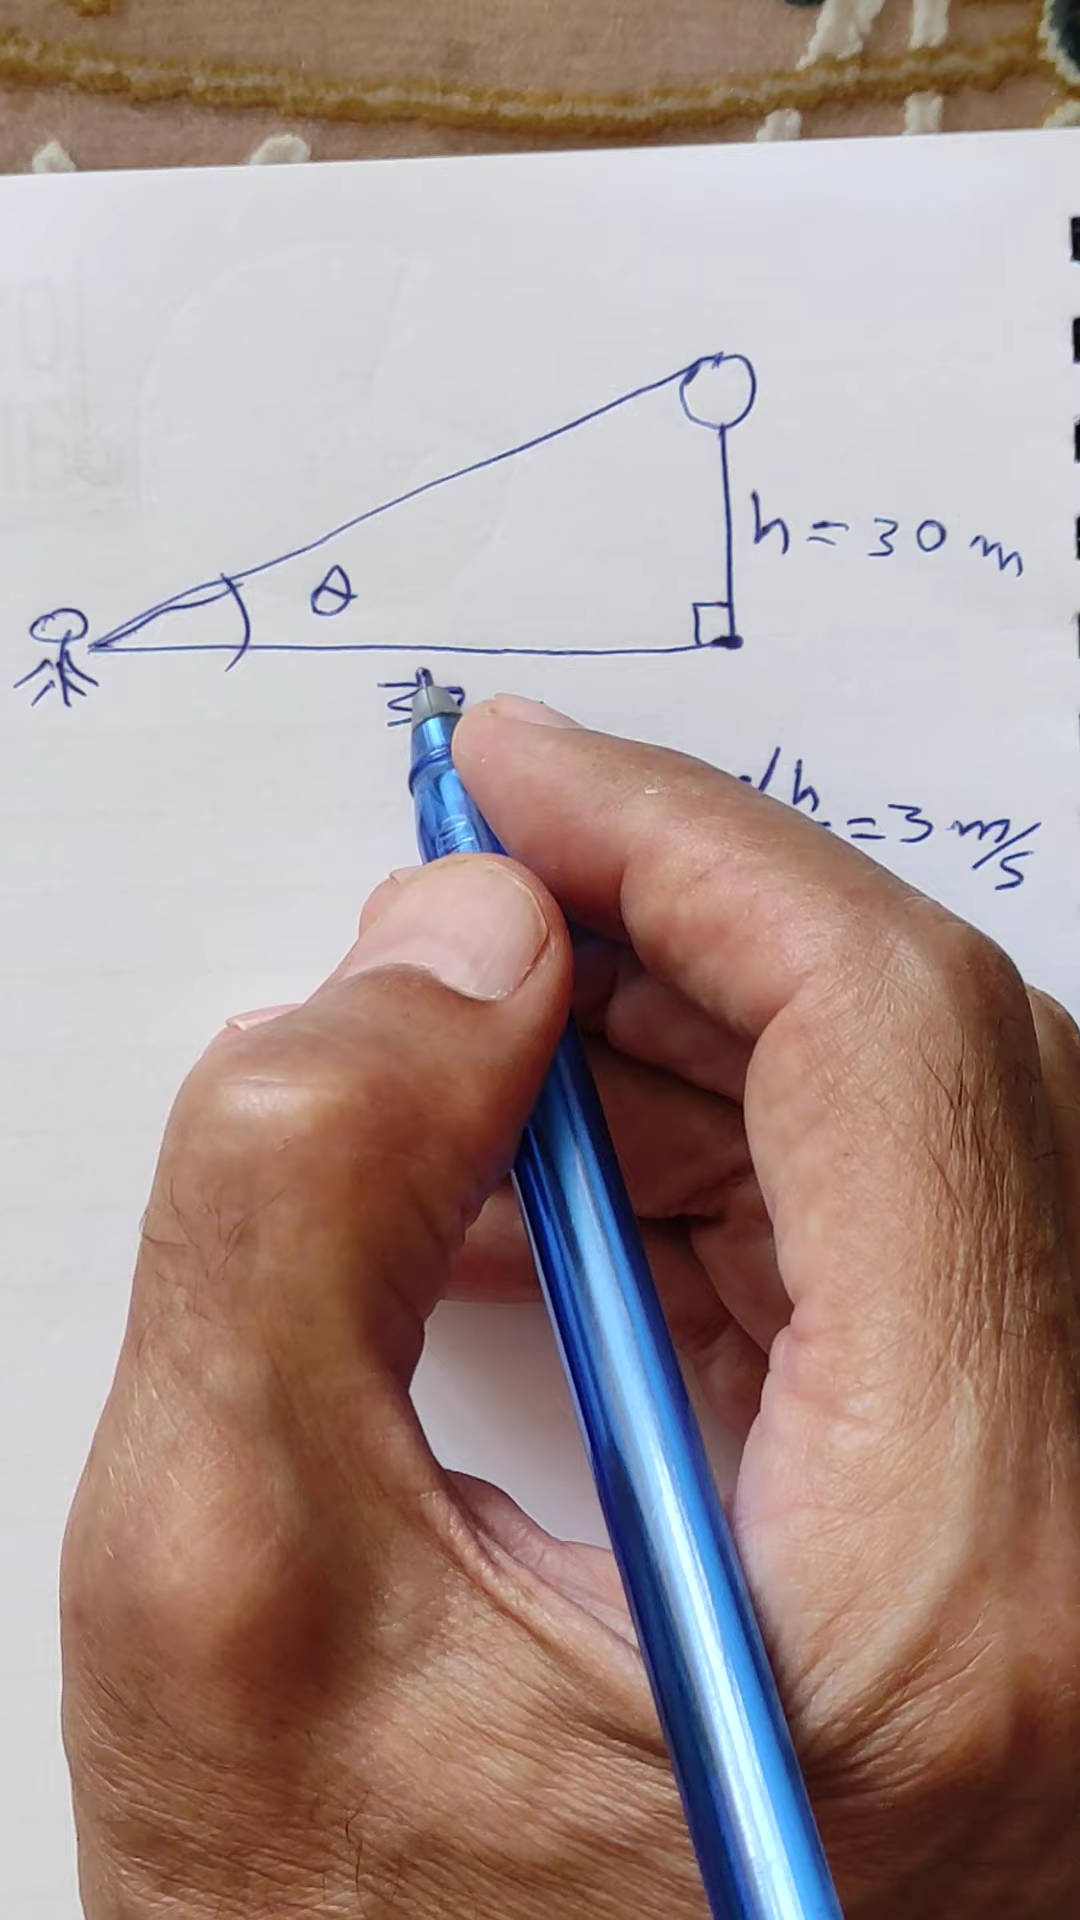 h = 30 m
θ
/h = 3 m/s